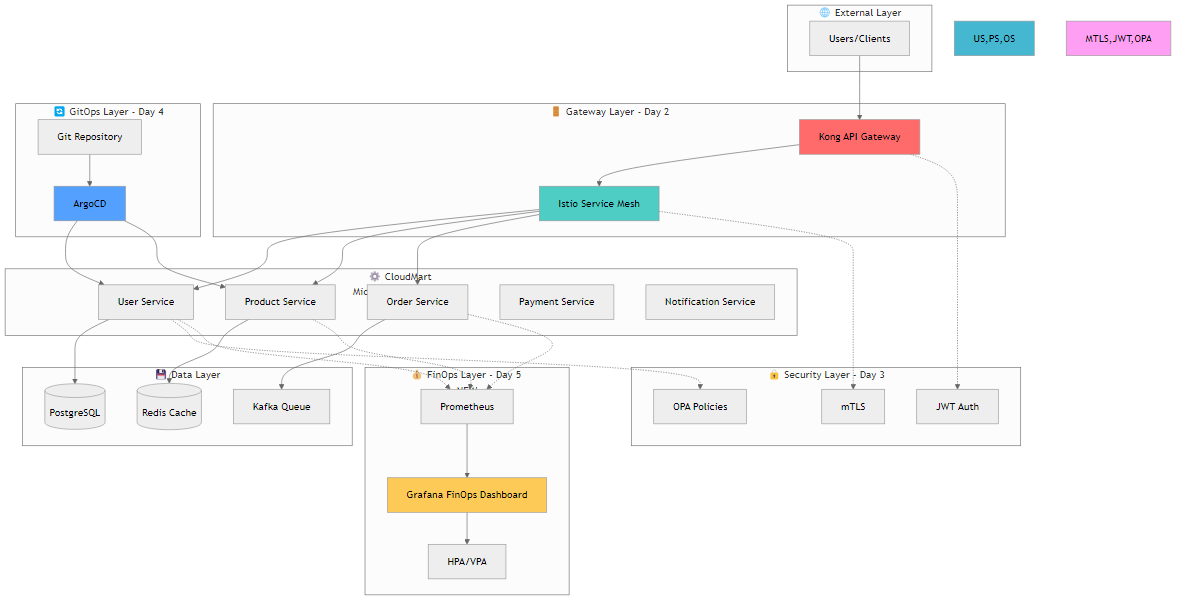 🌐 External Layer
Users/Clients
US,PS,OS
MTLS,JWT,OPA
🔄 GitOps Layer - Day 4
Git Repository
ArgoCD
🚪 Gateway Layer - Day 2
Kong API Gateway
Istio Service Mesh
⚙️ CloudMart
User Service
Product Service
Order Service
Payment Service
Notification Service
💾 Data Layer
PostgreSQL
Redis Cache
Kafka Queue
💰 FinOps Layer - Day 5
Prometheus
Grafana FinOps Dashboard
HPA/VPA
🔒 Security Layer - Day 3
OPA Policies
mTLS
JWT Auth